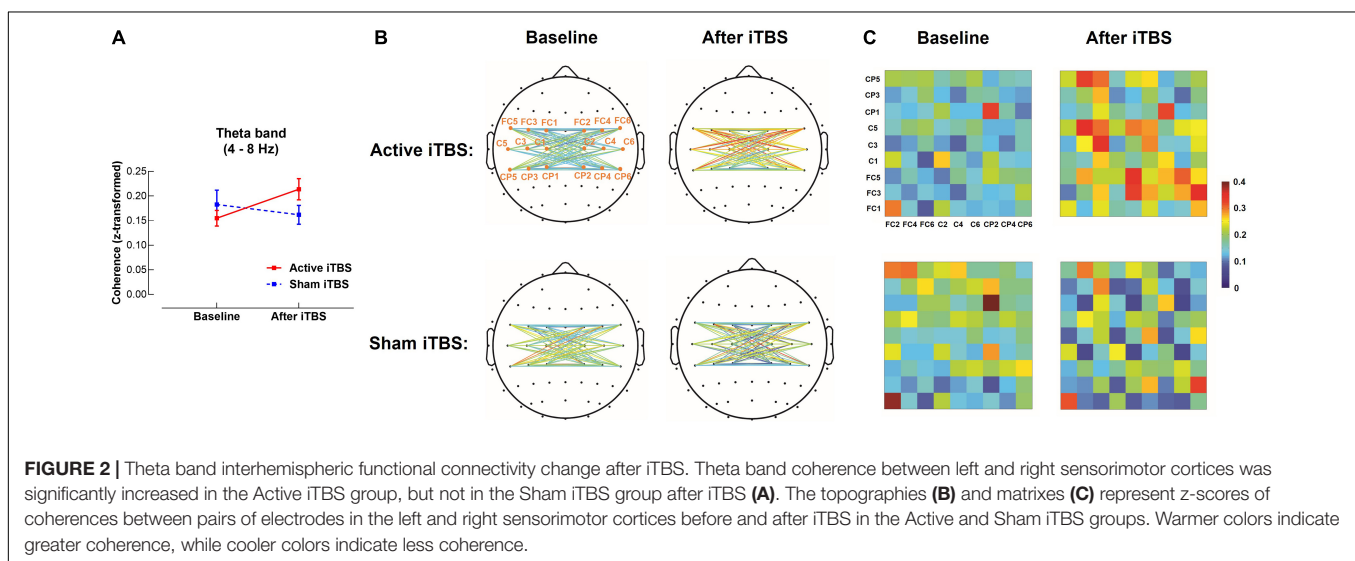 A
B
Baseline
After iTBS
C
Baseline
After iTBS
Theta band
(4 - 8 Hz)
Coherence (z-transformed)
0.25
0.20
0.15
0.10
0.05
0.00
Active iTBS
Sham iTBS
Baseline
After iTBS
Active iTBS:
FC5
FC3
FC1
FC2
FC4
FC6
C5
C3
C4
C6
CP5
CP3
CP1
CP2
CP4
CP6
Sham iTBS:
CP5
CP3
CP1
C5
C3
C1
FC5
FC3
FC1
FC2 FC4 FC6 C2 C4 C6 CP2 CP4 CP6
0.4
0.3
0.2
0.1
0
FIGURE 2 | Theta band interhemispheric functional connectivity change after iTBS. Theta band coherence between left and right sensorimotor cortices was
significantly increased in the Active iTBS group, but not in the Sham iTBS group after iTBS (A). The topographies (B) and matrixes (C) represent z-scores of
coherences between pairs of electrodes in the left and right sensorimotor cortices before and after iTBS in the Active and Sham iTBS groups. Warmer colors indicate
greater coherence, while cooler colors indicate less coherence.